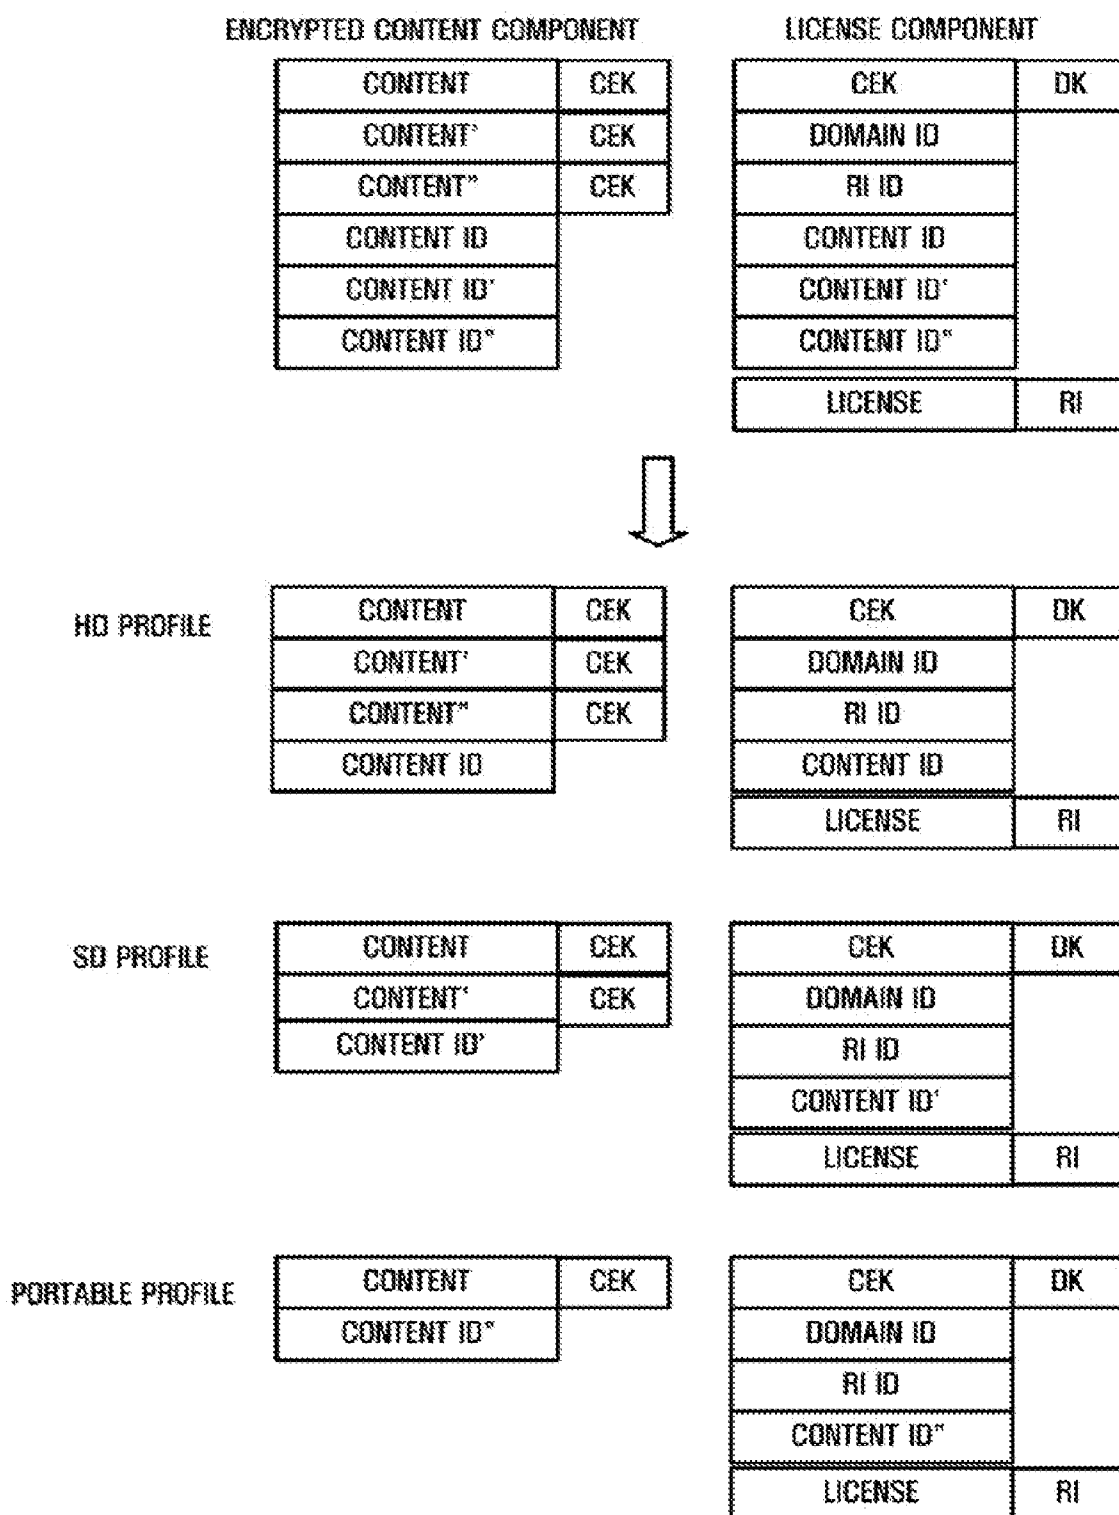 ENCRYPTED CONTENT COMPONENT LICENSE COMPONENT
CONTENT CEK CEK DK
CONTENT' CEK DOMAIN ID
CONTENT" CEK RI ID
CONTENT ID CONTENT ID
CONTENT ID' CONTENT ID'
CONTENT ID" CONTENT ID"
LICENSE RI
HD PROFILE CONTENT CEK CEK DK
CONTENT' CEK DOMAIN ID
CONTENT" CEK RI ID
CONTENT ID CONTENT ID
LICENSE RI
SD PROFILE CONTENT CEK CEK DK
CONTENT' CEK DOMAIN ID
CONTENT ID' RI ID
CONTENT ID'
LICENSE RI
PORTABLE PROFILE CONTENT CEK CEK DK
CONTENT ID" DOMAIN ID
RI ID
CONTENT ID"
LICENSE RI